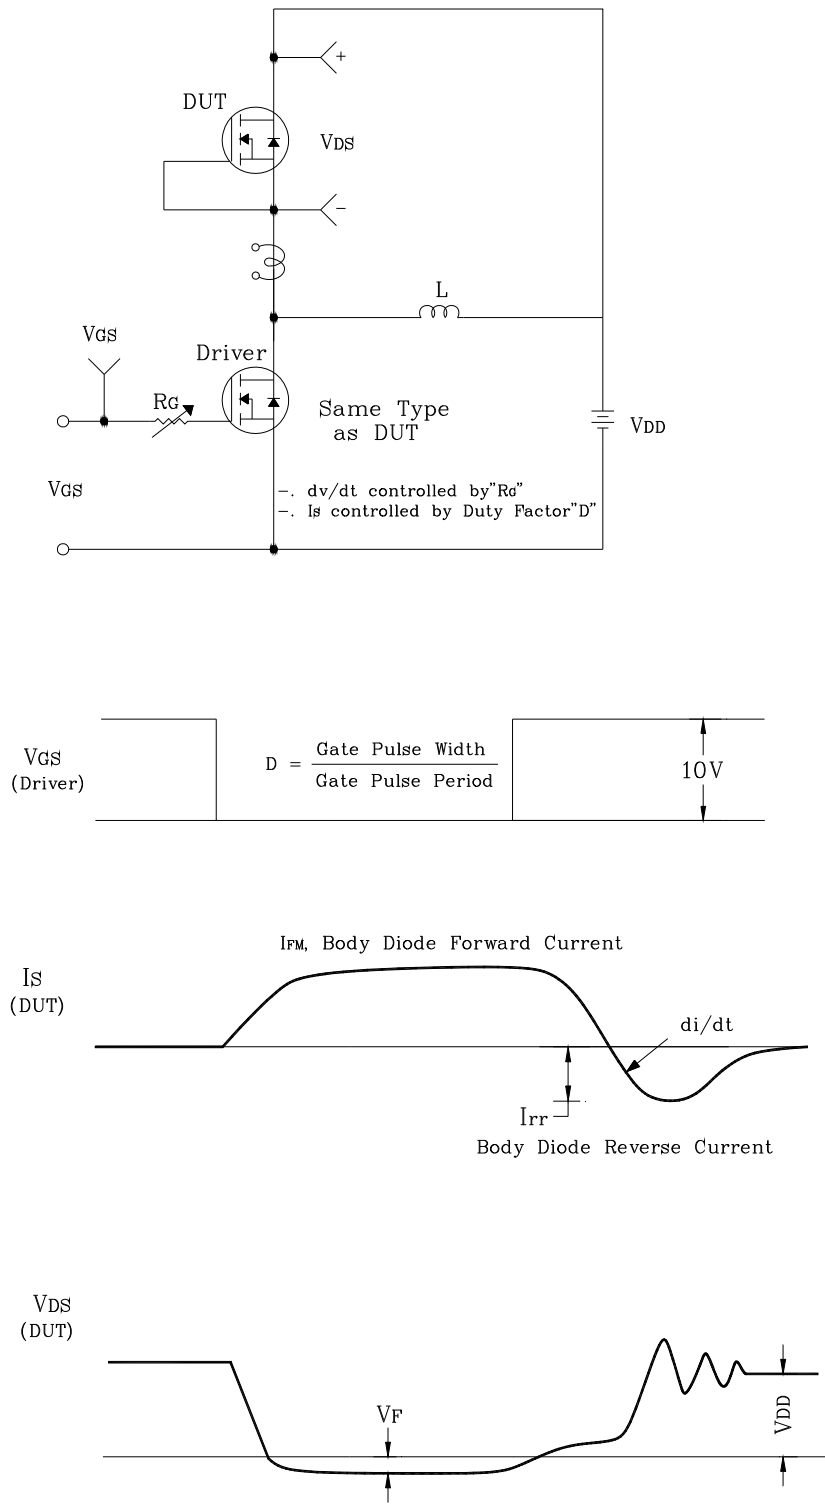 +
DUT
VDS
−
L
VGS
Driver
RG
Same Type
as DUT
VDD
VGS
−. dv/dt controlled by"RG"
−. Is controlled by Duty Factor"D"
VGS
(Driver)
D = Gate Pulse Width
Gate Pulse Period
10V
IFM, Body Diode Forward Current
IS
(DUT)
di/dt
Irr
Body Diode Reverse Current
VDS
(DUT)
VF
VDD